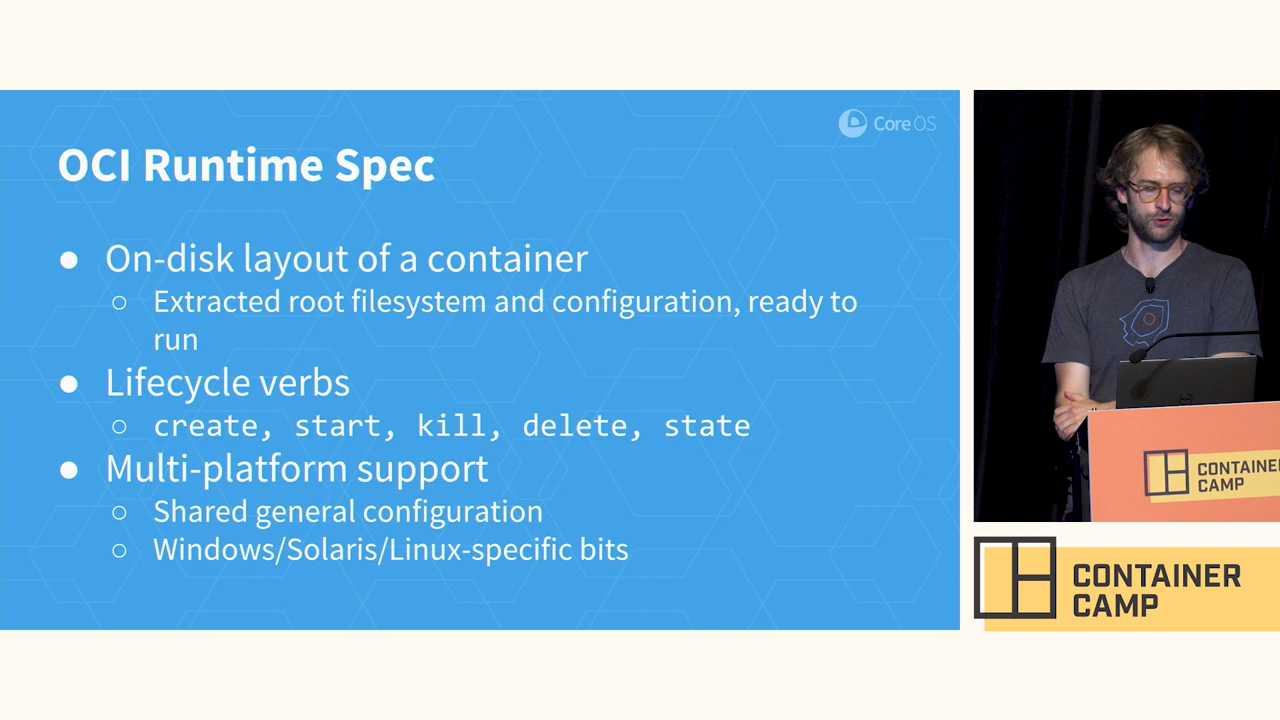 CoreOS
OCI Runtime Spec
● On-disk layout of a container
○ Extracted root filesystem and configuration, ready to
run
● Lifecycle verbs
○ create, start, kill, delete, state
● Multi-platform support
○ Shared general configuration
○ Windows/Solaris/Linux-specific bits
CONTAINER
CAMP
CONTAINER
CAMP